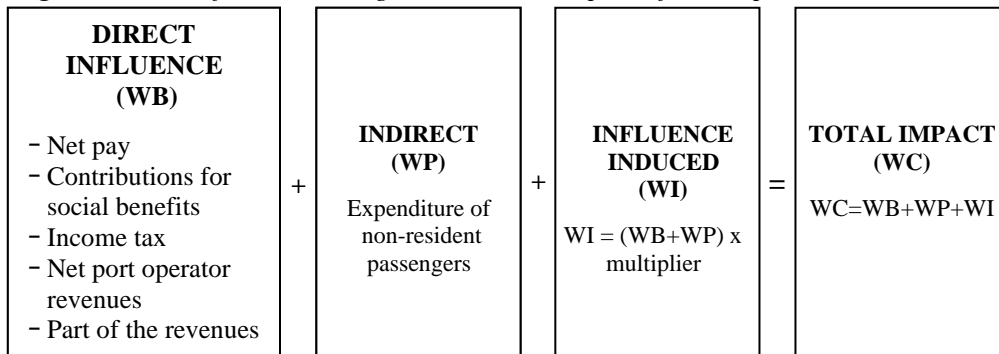 DIRECT
INFLUENCE
(WB)
- Net pay
- Contributions for
social benefits
- Income tax
- Net port operator
revenues
- Part of the revenues
+
INDIRECT
(WP)
Expenditure of
non-resident
passengers
+
INFLUENCE
INDUCED
(WI)
WI = (WB+WP) x
multiplier
=
TOTAL IMPACT
(WC)
WC=WB+WP+WI